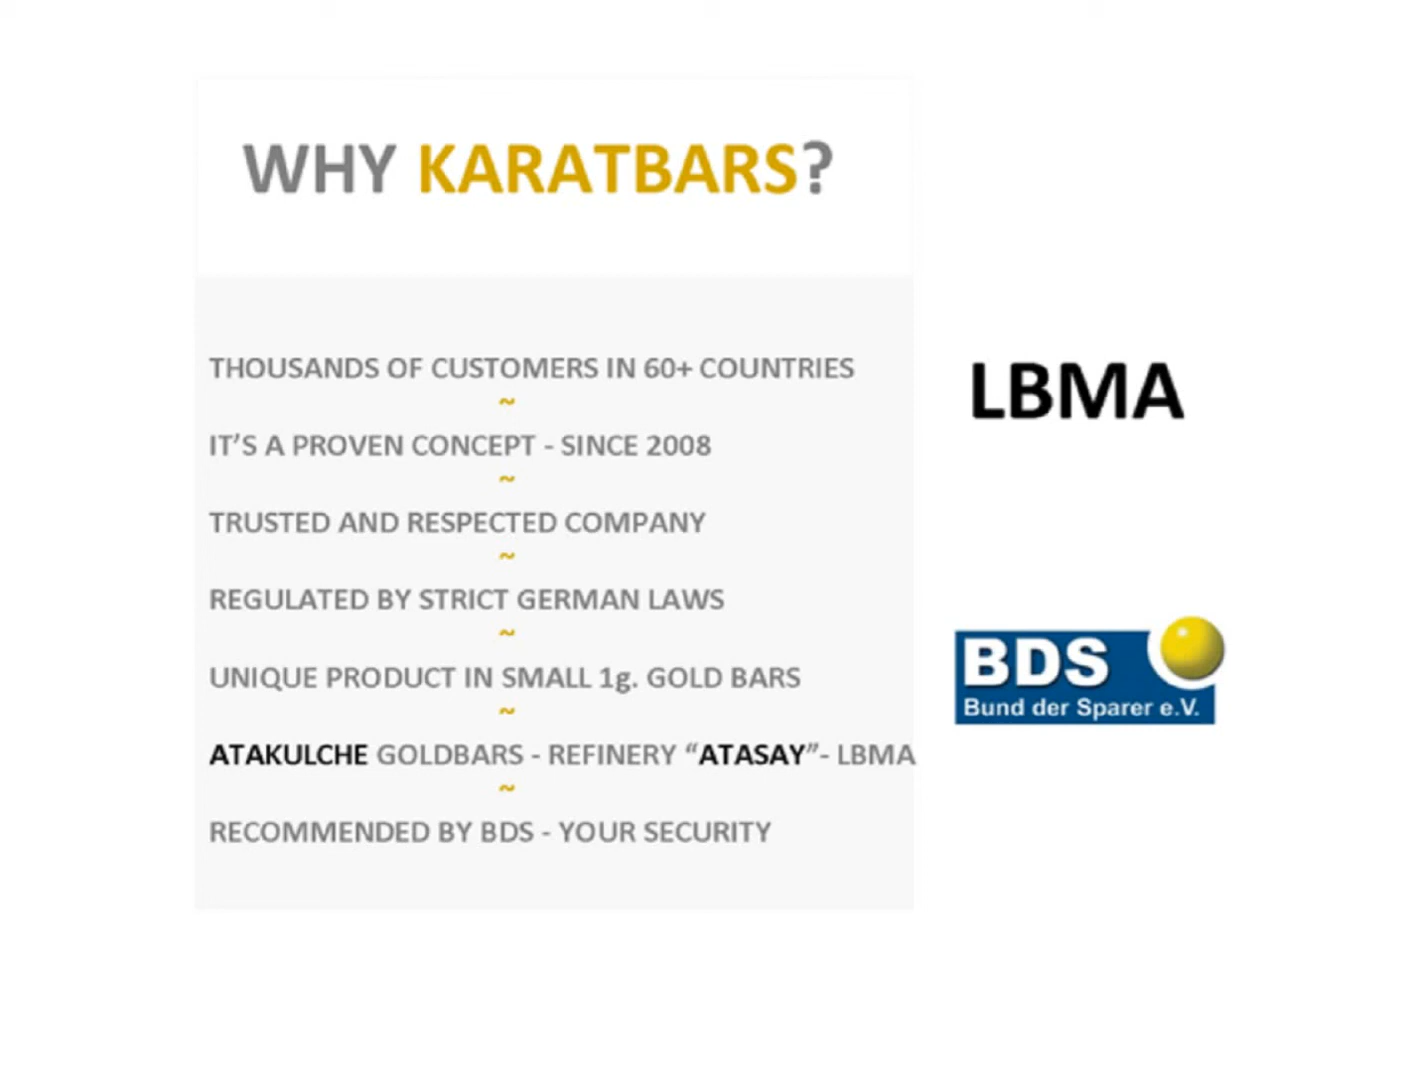 WHY KARATBARS?
THOUSANDS OF CUSTOMERS IN 60+ COUNTRIES
~
IT’S A PROVEN CONCEPT - SINCE 2008
~
TRUSTED AND RESPECTED COMPANY
~
REGULATED BY STRICT GERMAN LAWS
~
UNIQUE PRODUCT IN SMALL 1g. GOLD BARS
~
ATAKULCHE GOLDBARS - REFINERY “ATASAY”- LBMA
~
RECOMMENDED BY BDS - YOUR SECURITY
LBMA
BDS
Bund der Sparer e.V.